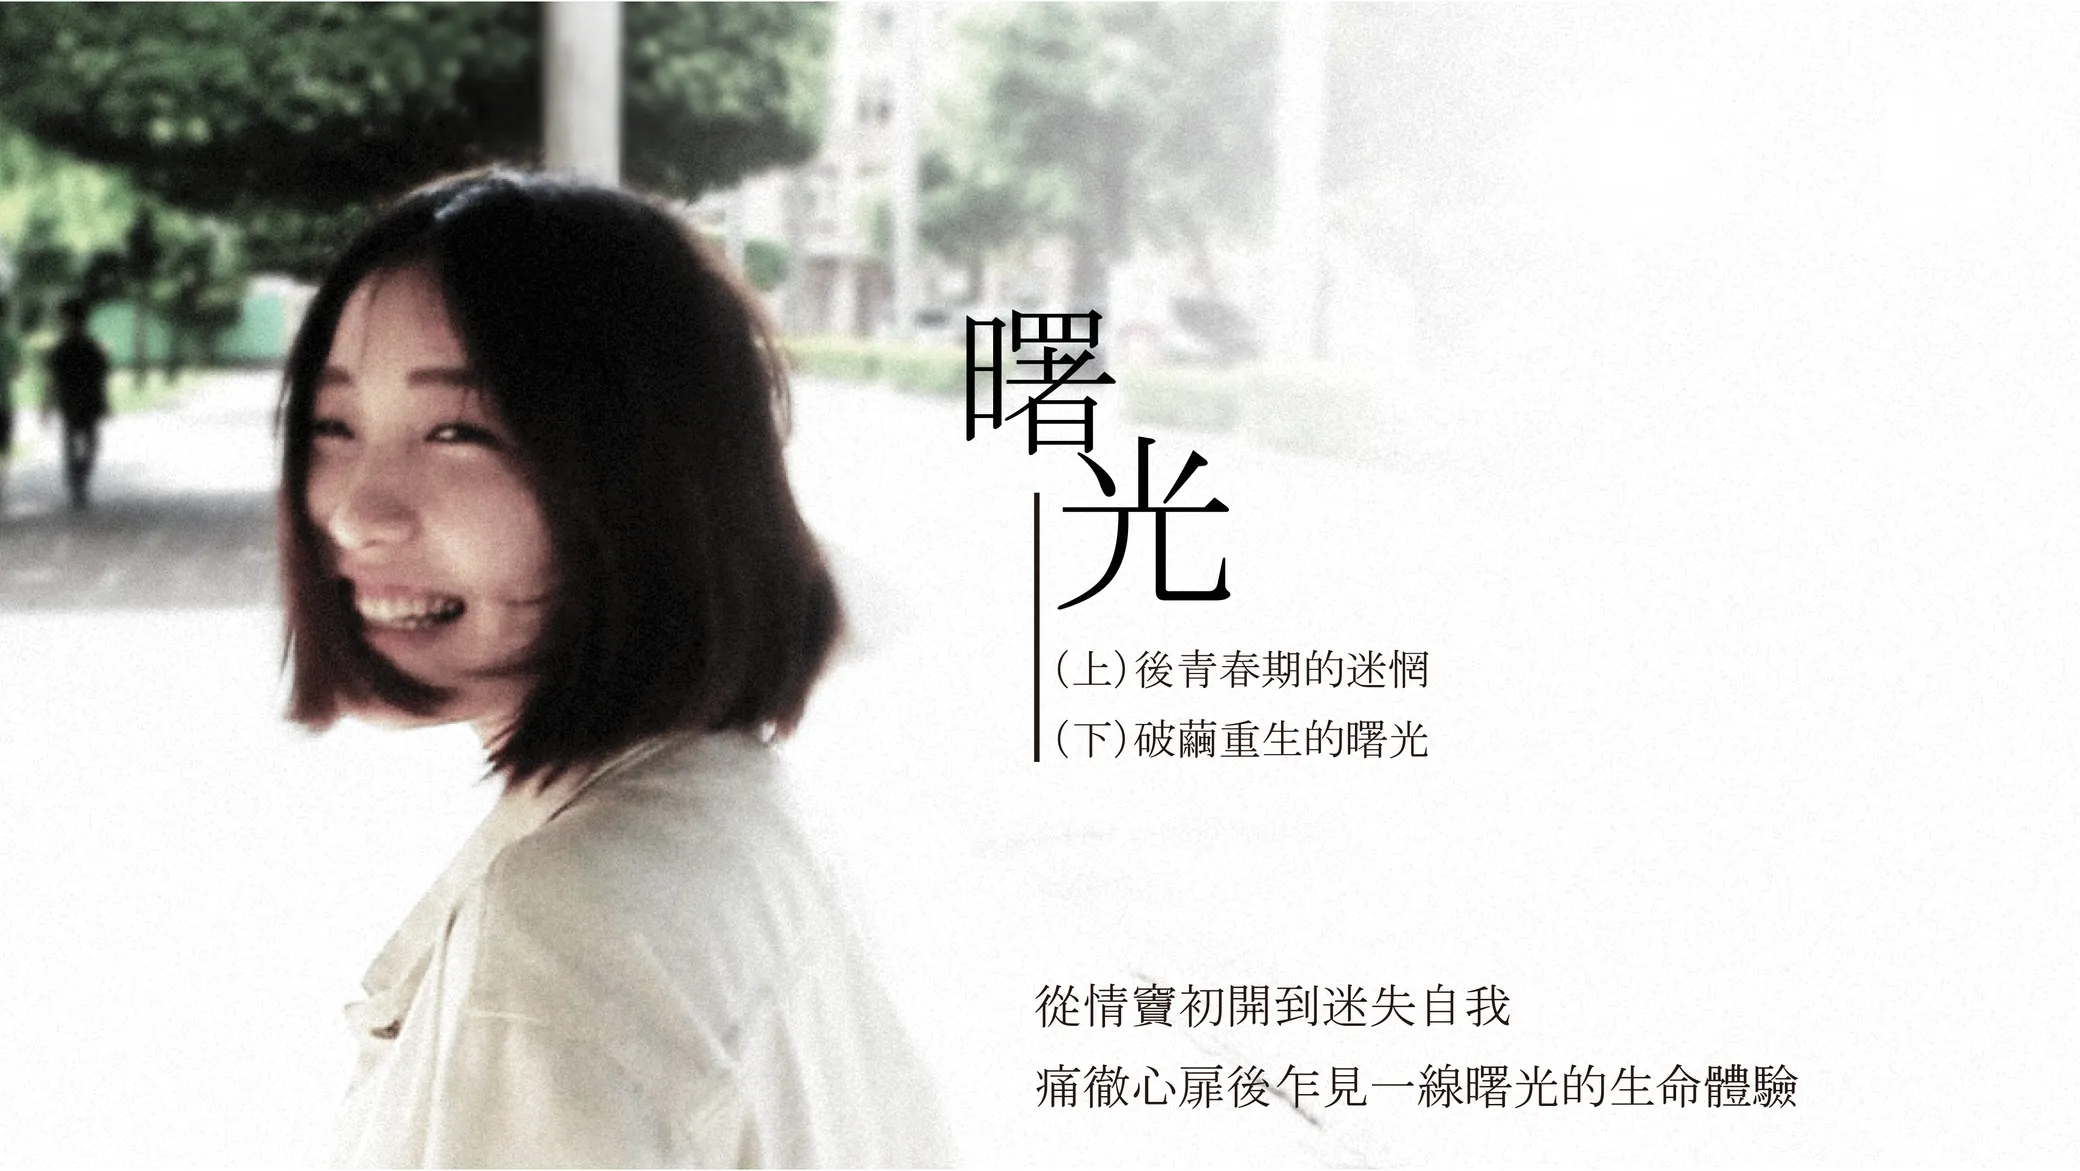 曙光
（上）後青春期的迷惘
（下）破繭重生的曙光
從情竇初開到迷失自我
痛徹心扉後乍見一線曙光的生命體驗